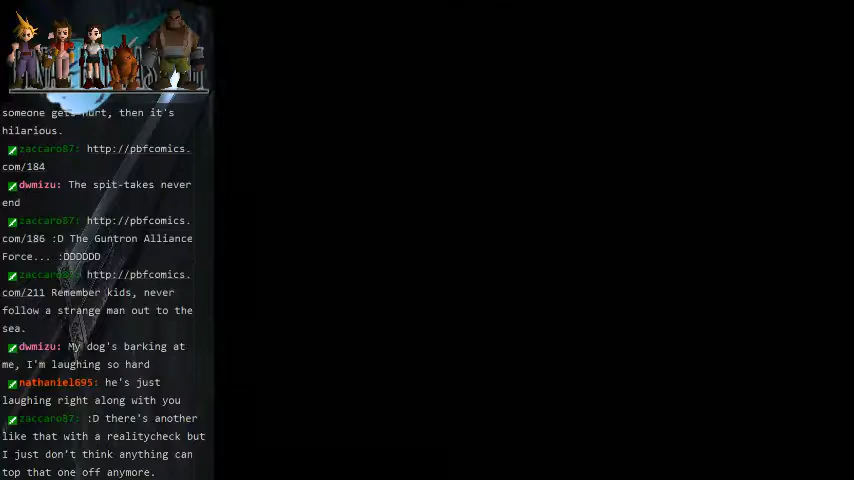 someone gets hurt, then it's
hilarious.
zaccaro87: http://pbfcomics.
com/184
dwmizu: The spit-takes never
end
zaccaro87: http://pbfcomics.
com/186 :D The Guntron Alliance
Force... :DDDDDD
zaccaro87: http://pbfcomics.
com/211 Remember kids, never
follow a strange man out to the
sea.
dwmizu: My dog's barking at
me, I'm laughing so hard
nathaniel695: he's just
laughing right along with you
zaccaro87: :D there's another
like that with a realitycheck but
I just don't think anything can
top that one off anymore.